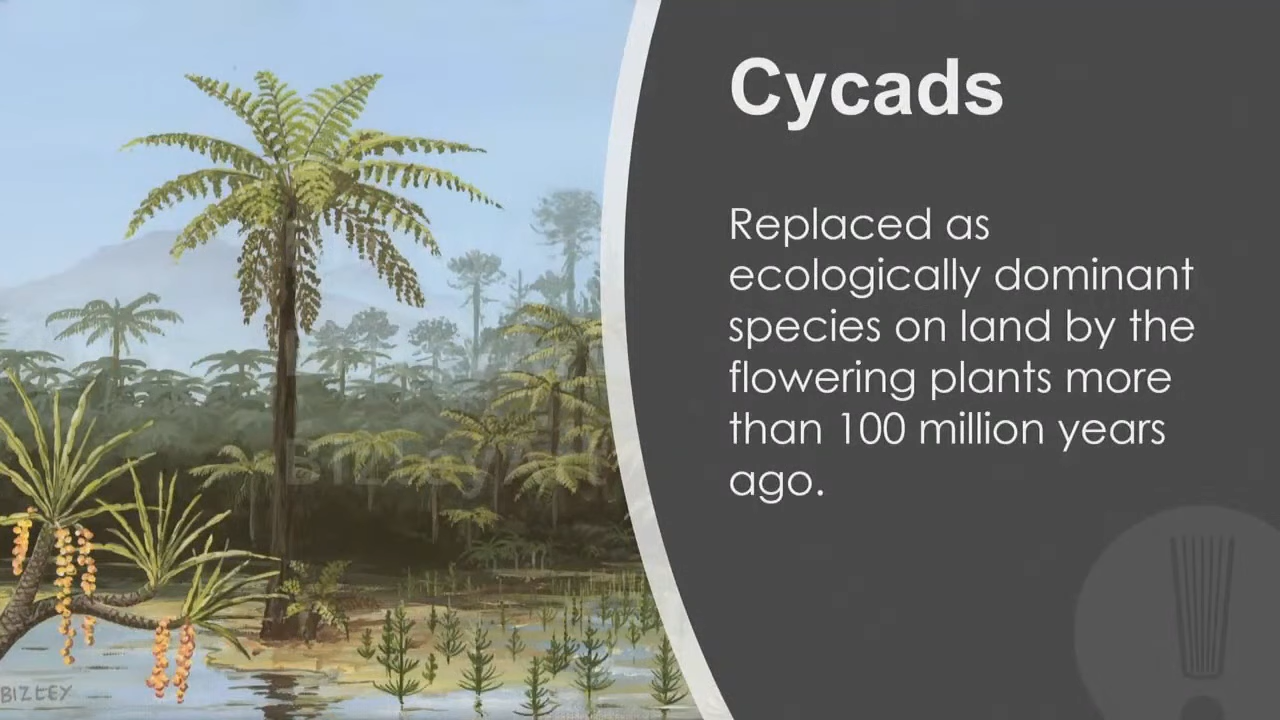 Cycads
Replaced as
ecologically dominant
species on land by the
flowering plants more
than 100 million years
ago.
BIZLEY